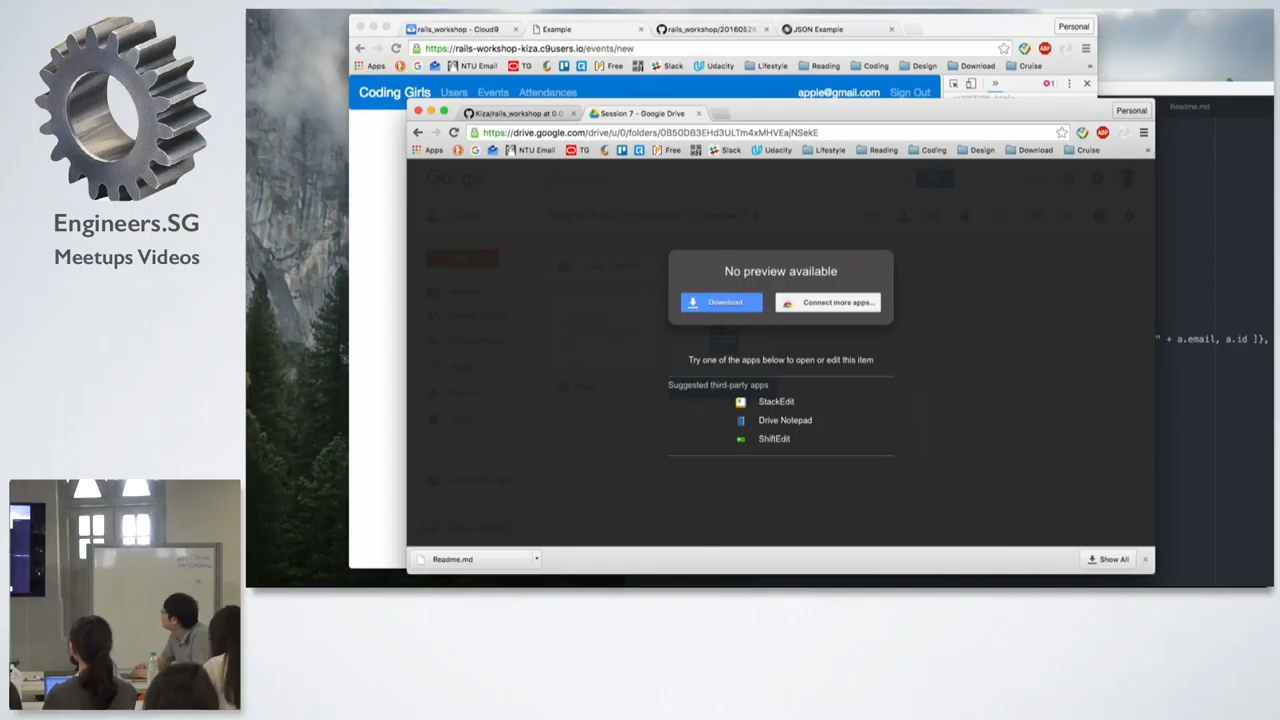 Engineers.SG
Meetups Videos
rails_workshop - Cloud9
Example
rails_workshop/20160526
JSON Example
Personal
https://rails-workshop-kiza.c9users.io/events/new
Apps
NTU Email
TG
Free
Slack
Udacity
Lifestyle
Reading
Coding
Design
Download
Cruise
Coding Girls
Users
Events
Attendances
apple@gmail.com
Sign Out
1
Readme.md
Kiza/rails_workshop at 0.0
Session 7 - Google Drive
Personal
https://drive.google.com/drive/u/0/folders/0B50DB3EHd3ULTm4xMHVEajNSekE
Apps
NTU Email
TG
Free
Slack
Udacity
Lifestyle
Reading
Coding
Design
Download
Cruise
Google
No preview available
Download
Connect more apps...
Try one of the apps below to open or edit this item
" + a.email, a.id ]},
Suggested third-party apps
StackEdit
Drive Notepad
ShiftEdit
Readme.md
Show All